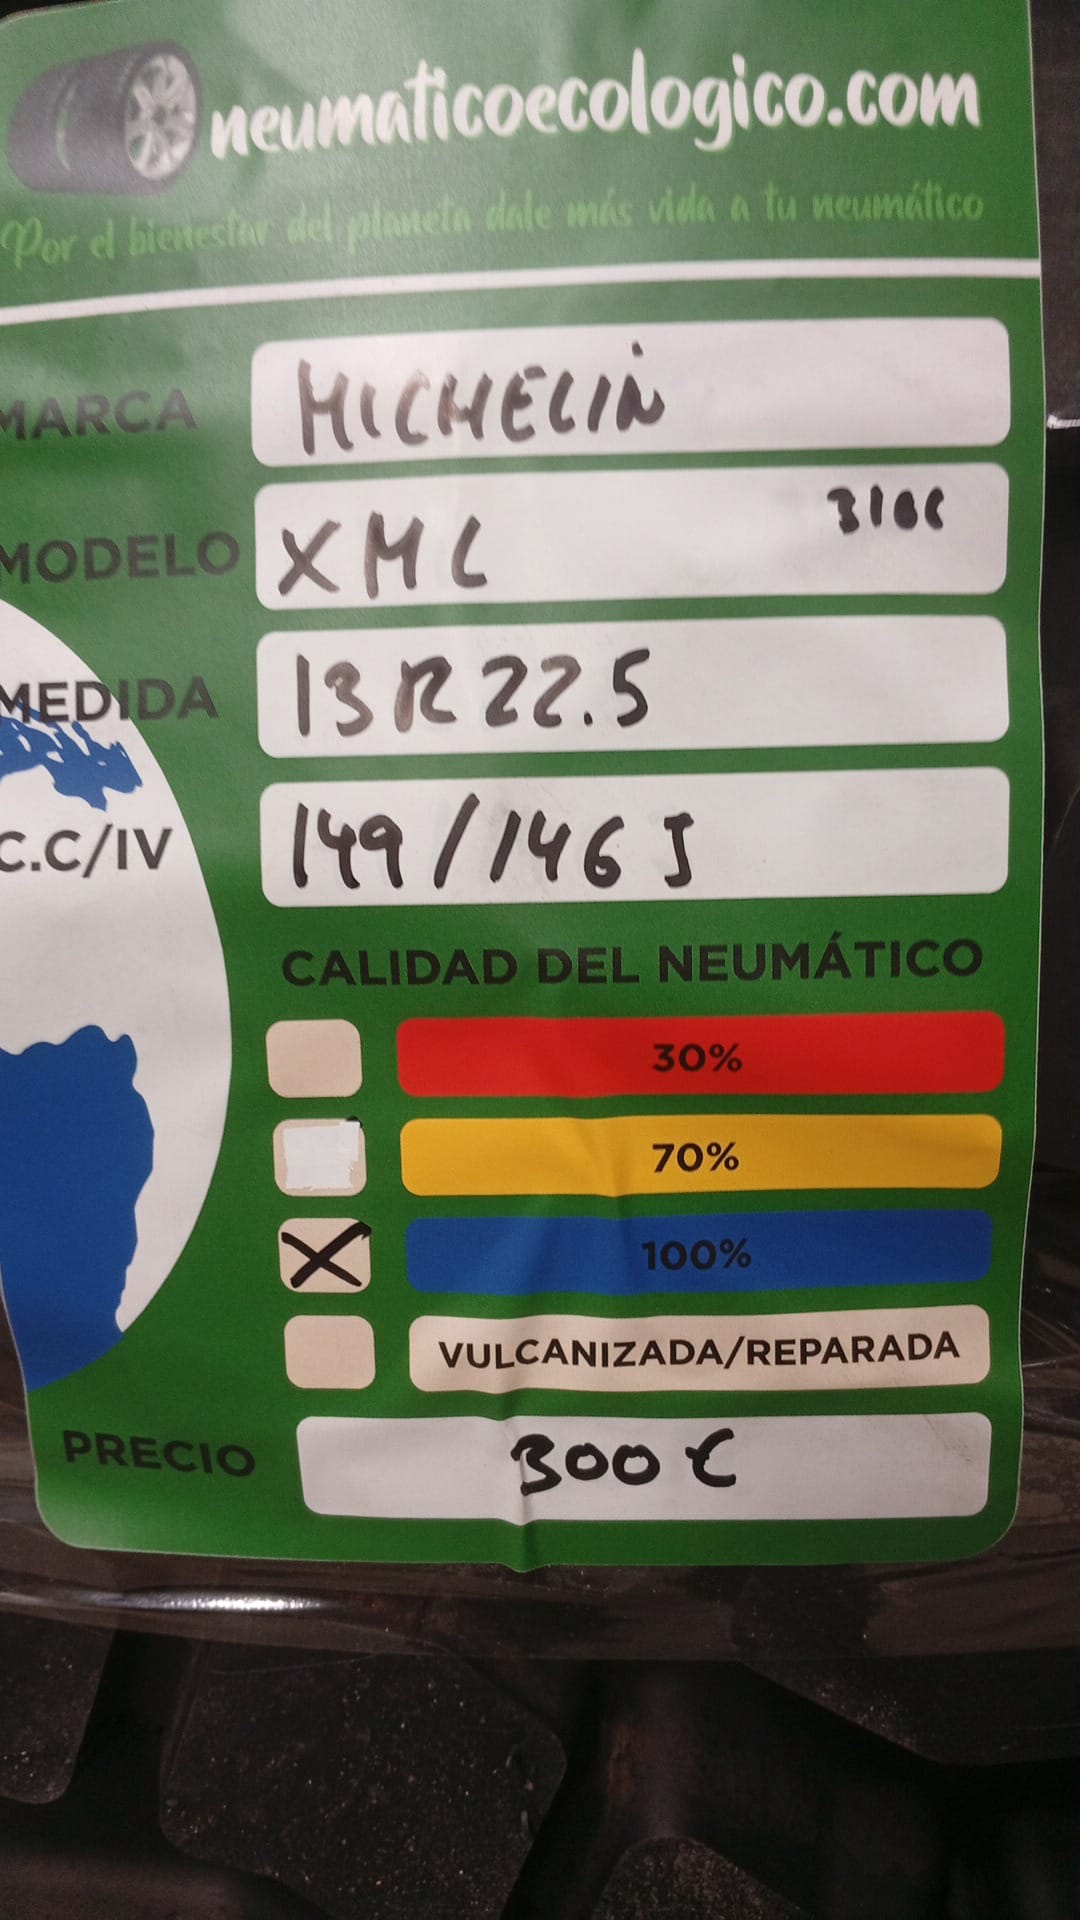 neumaticoecologico.com
Por el bienestar del planeta dale más vida a tu neumático
MARCA MICHELIN
MODELO XML
MEDIDA 13R22.5
C.C/IV 149/146J
CALIDAD DEL NEUMÁTICO
30%
70%
X 100%
VULCANIZADA/REPARADA
PRECIO 300€